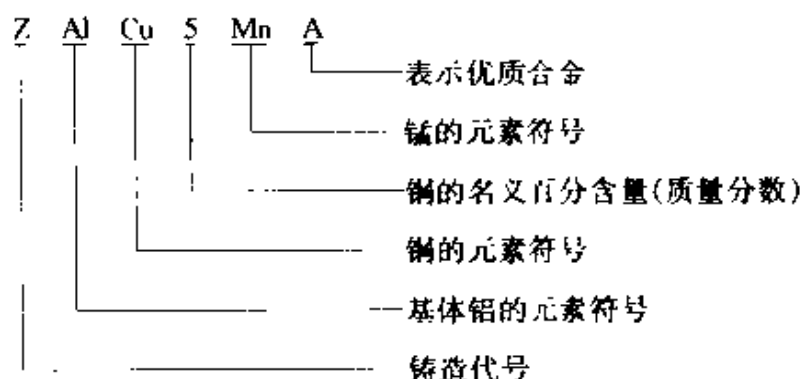 Z Al Cu 5 Mn A
表示优质合金
锰的元素符号
铜的名义百分含量(质量分数)
铜的元素符号
基体铝的元素符号
铸造代号